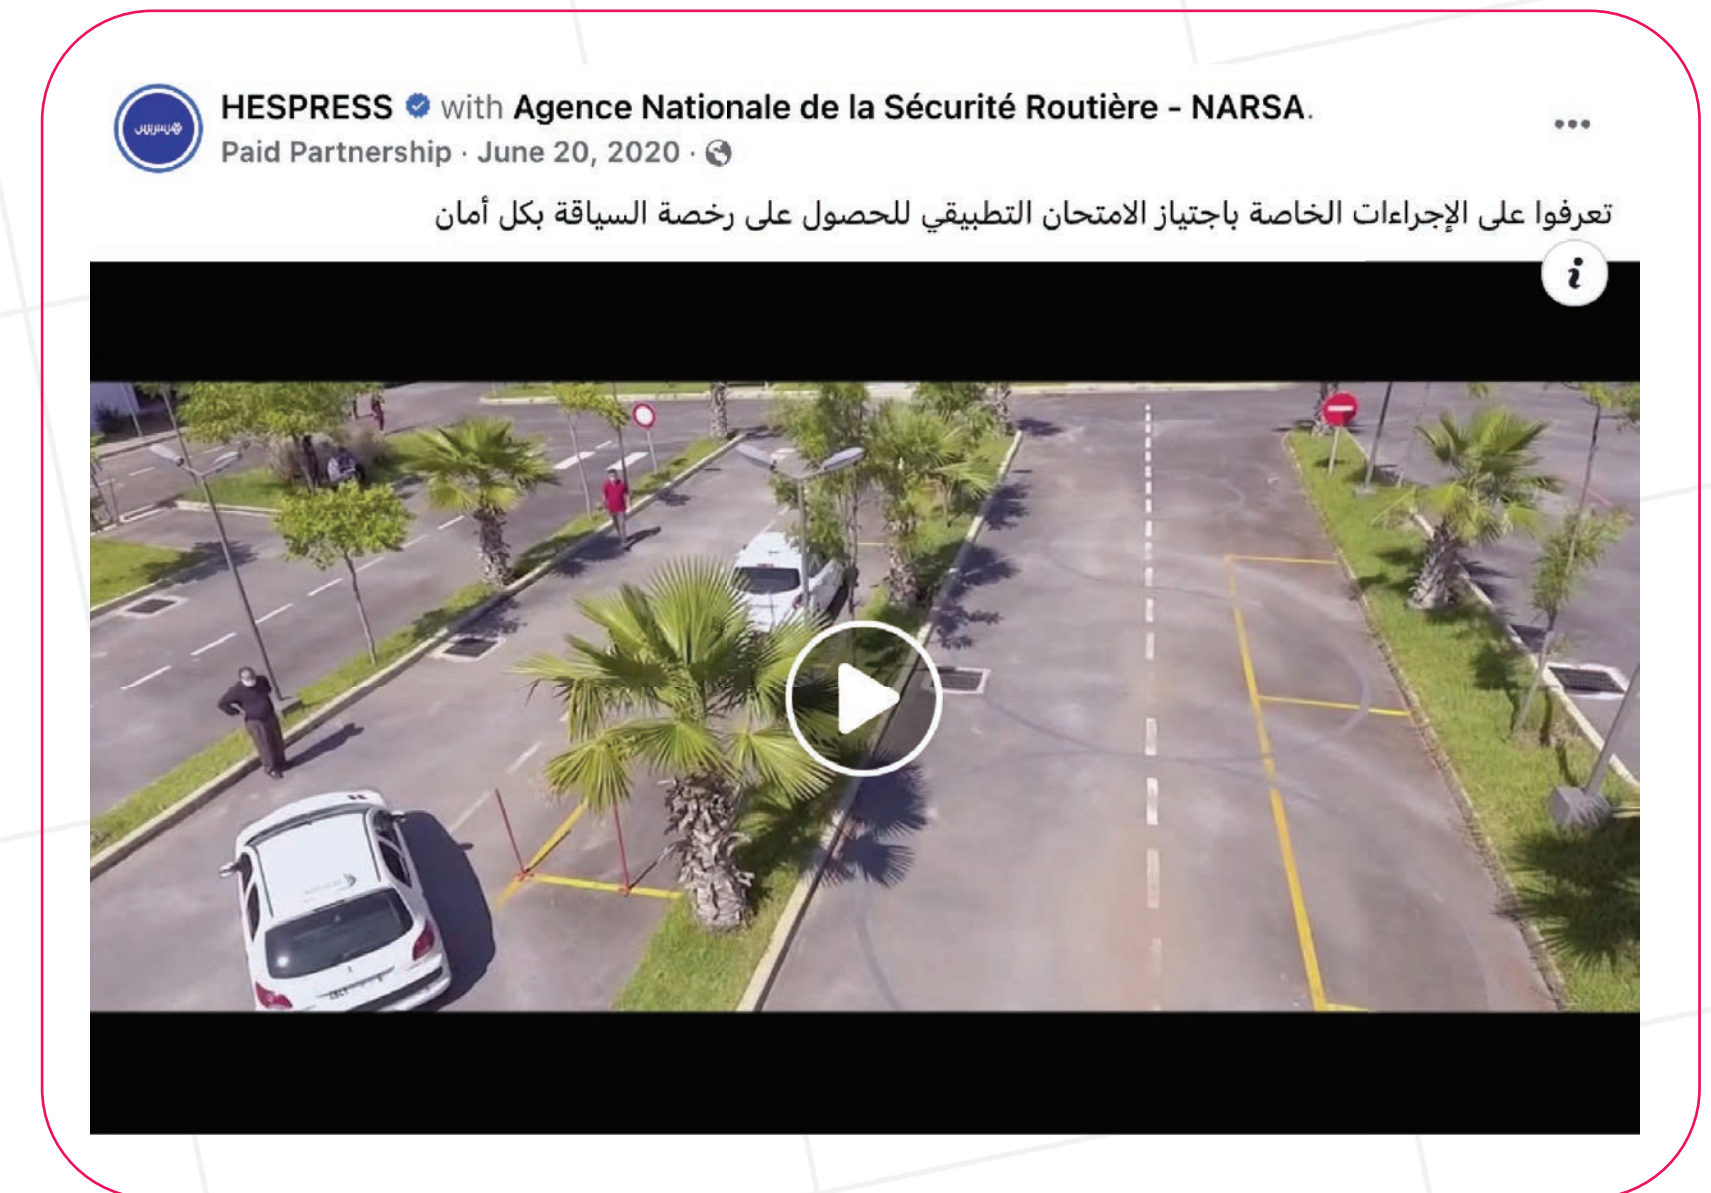 HESPRESS with Agence Nationale de la Sécurité Routière - NARSA.
Paid Partnership · June 20, 2020 ·
تعرفوا على الإجراءات الخاصة باجتياز الامتحان التطبيقي للحصول على رخصة السياقة بكل أمان
هسبريس